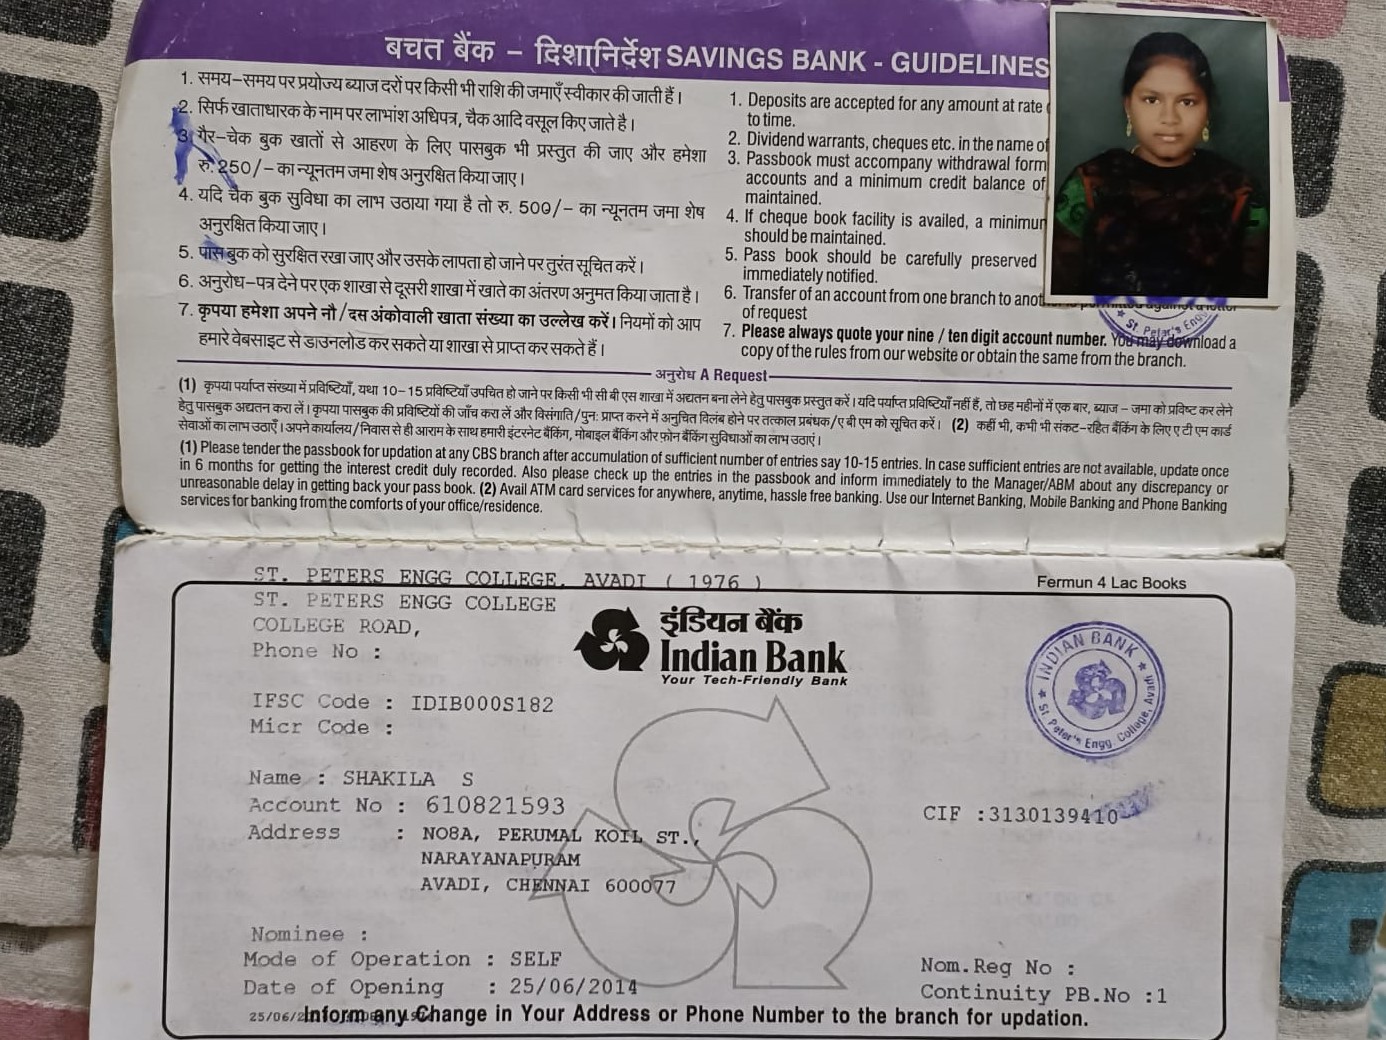 बचत बैंक – दिशानिर्देश SAVINGS BANK - GUIDELINES
1. समय–समय पर प्रयोज्य ब्याज दरों पर किसी भी राशि की जमाएँ स्वीकार की जाती हैं।
2. सिर्फ खाताधारक के नाम पर लाभांश अधिपत्र, चैक आदि वसूल किए जाते है।
3. गैर–चेक बुक खातों से आहरण के लिए पासबुक भी प्रस्तुत की जाए और हमेशा
रु. 250/– का न्यूनतम जमा शेष अनुरक्षित किया जाए।
4. यदि चेक बुक सुविधा का लाभ उठाया गया है तो रु. 500/– का न्यूनतम जमा शेष
अनुरक्षित किया जाए।
5. पास बुक को सुरक्षित रखा जाए और उसके लापता हो जाने पर तुरंत सूचित करें।
6. अनुरोध–पत्र देने पर एक शाखा से दूसरी शाखा में खाते का अंतरण अनुमत किया जाता है।
7. कृपया हमेशा अपने नौ/दस अंकोवाली खाता संख्या का उल्लेख करें। नियमों को आप
हमारे वेबसाइट से डाउनलोड कर सकते या शाखा से प्राप्त कर सकते हैं।
1. Deposits are accepted for any amount at rate
to time.
2. Dividend warrants, cheques etc. in the name of
3. Passbook must accompany withdrawal form
accounts and a minimum credit balance of
maintained.
4. If cheque book facility is availed, a minimum
should be maintained.
5. Pass book should be carefully preserved
immediately notified.
6. Transfer of an account from one branch to
of request
7. Please always quote your nine / ten digit account number. You may download a
copy of the rules from our website or obtain the same from the branch.
St. Peter's Engg
अनुरोध A Request
(1) कृपया पर्याप्त संख्या में प्रविष्टियाँ, यथा 10–15 प्रविष्टियाँ उपचित हो जाने पर किसी भी सी बी एस शाखा में अद्यतन बना लेने हेतु पासबुक प्रस्तुत करें। यदि पर्याप्त प्रविष्टियाँ नहीं हैं, तो छह महीनों में एक बार, ब्याज – जमा को प्रविष्ट कर लेने
हेतु पासबुक अद्यतन करा लें। कृपया पासबुक की प्रविष्टियों की जाँच करा लें और विसंगति/पुन: प्राप्त करने में अनुचित विलंब होने पर तत्काल प्रबंधक/ए बी एम को सूचित करें। (2) कहीं भी, कभी भी संकट–रहित बैंकिंग के लिए ए टी एम कार्ड
सेवाओं का लाभ उठाएँ। अपने कार्यालय/निवास से ही आराम के साथ हमारी इंटरनेट बैंकिंग, मोबाइल बैंकिंग और फ़ोन बैंकिंग सुविधाओं का लाभ उठाएं।
(1) Please tender the passbook for updation at any CBS branch after accumulation of sufficient number of entries say 10-15 entries. In case sufficient entries are not available, update once
in 6 months for getting the interest credit duly recorded. Also please check up the entries in the passbook and inform immediately to the Manager/ABM about any discrepancy or
unreasonable delay in getting back your pass book. (2) Avail ATM card services for anywhere, anytime, hassle free banking. Use our Internet Banking, Mobile Banking and Phone Banking
services for banking from the comforts of your office/residence.
ST. PETERS ENGG COLLEGE, AVADI ( 1976 )
Fermun 4 Lac Books
ST. PETERS ENGG COLLEGE
COLLEGE ROAD,
Phone No :
इंडियन बैंक
Indian Bank
Your Tech-Friendly Bank
INDIAN BANK
St Peter's Engg. College, Avadi
IFSC Code : IDIB000S182
Micr Code :
Name : SHAKILA S
Account No : 610821593
CIF :3130139410
Address : NO8A, PERUMAL KOIL ST.,
NARAYANAPURAM
AVADI, CHENNAI 600077
Nominee :
Mode of Operation : SELF
Nom.Reg No :
Date of Opening : 25/06/2014
Continuity PB.No :1
Inform any Change in Your Address or Phone Number to the branch for updation.